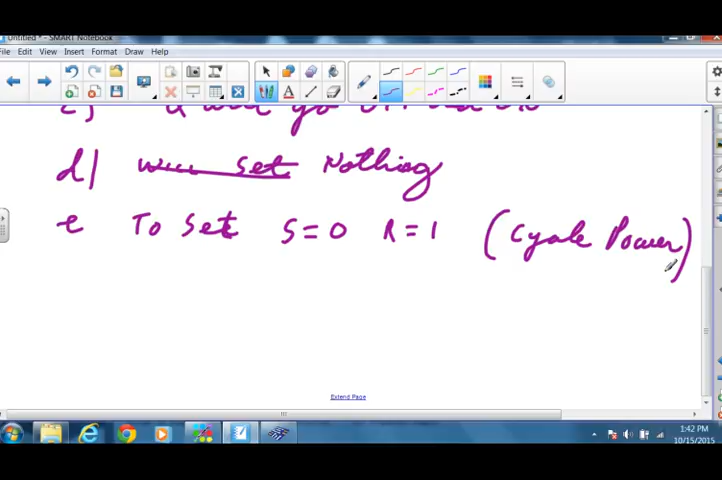 Untitled * - SMART Notebook
File Edit View Insert Format Draw Help
d) will set Nothing
e To Set S=0 R=1 (Cycle Power)
Extend Page
1:42 PM
10/15/2015